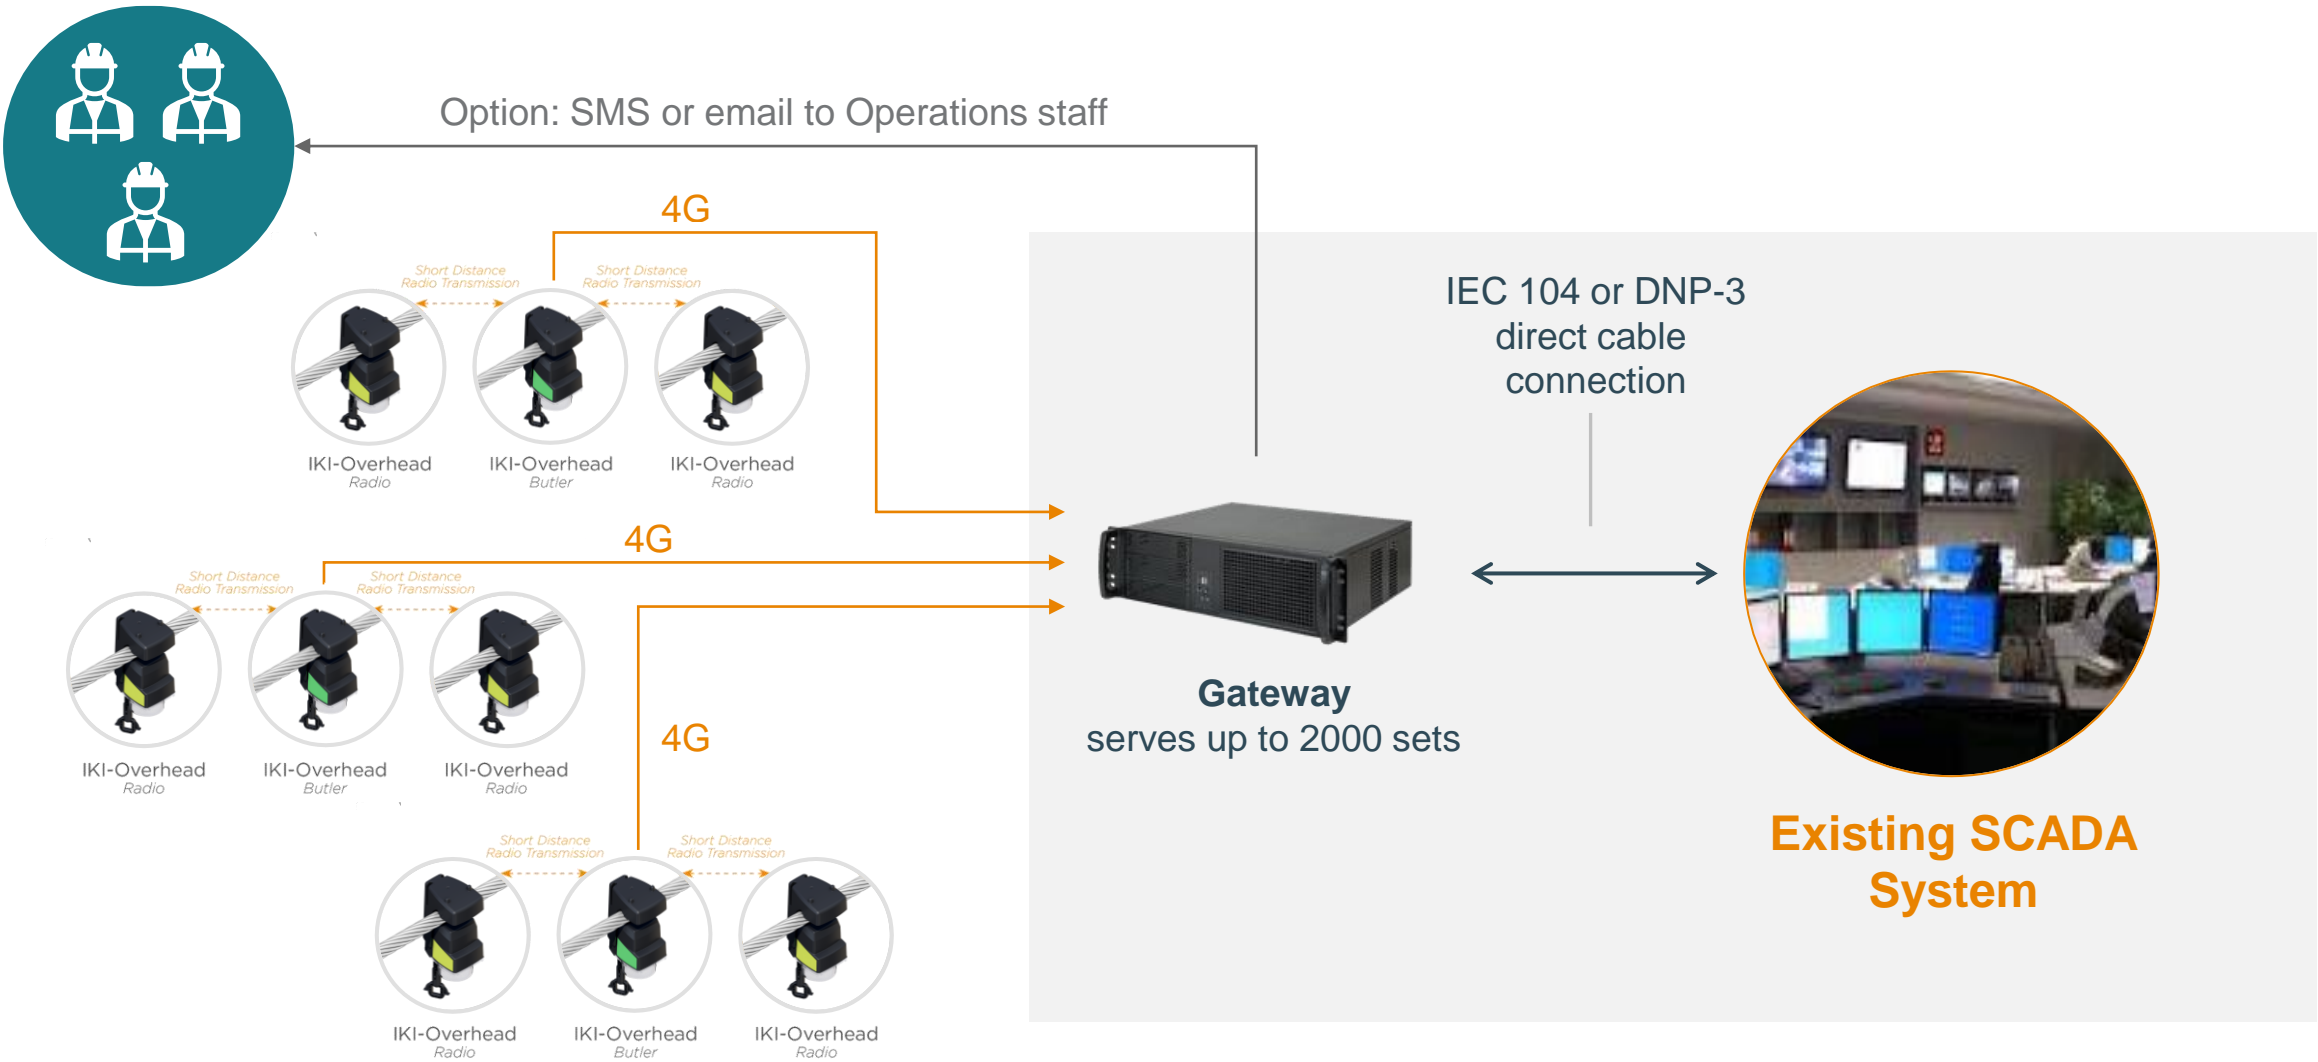 Option: SMS or email to Operations staff
4G
Short Distance
Radio Transmission
Short Distance
Radio Transmission
IKI-Overhead
Radio
IKI-Overhead
Butler
IKI-Overhead
Radio
4G
Short Distance
Radio Transmission
Short Distance
Radio Transmission
IKI-Overhead
Radio
IKI-Overhead
Butler
IKI-Overhead
Radio
4G
Short Distance
Radio Transmission
Short Distance
Radio Transmission
IKI-Overhead
Radio
IKI-Overhead
Butler
IKI-Overhead
Radio
IEC 104 or DNP-3
direct cable
connection
Gateway
serves up to 2000 sets
Existing SCADA
System